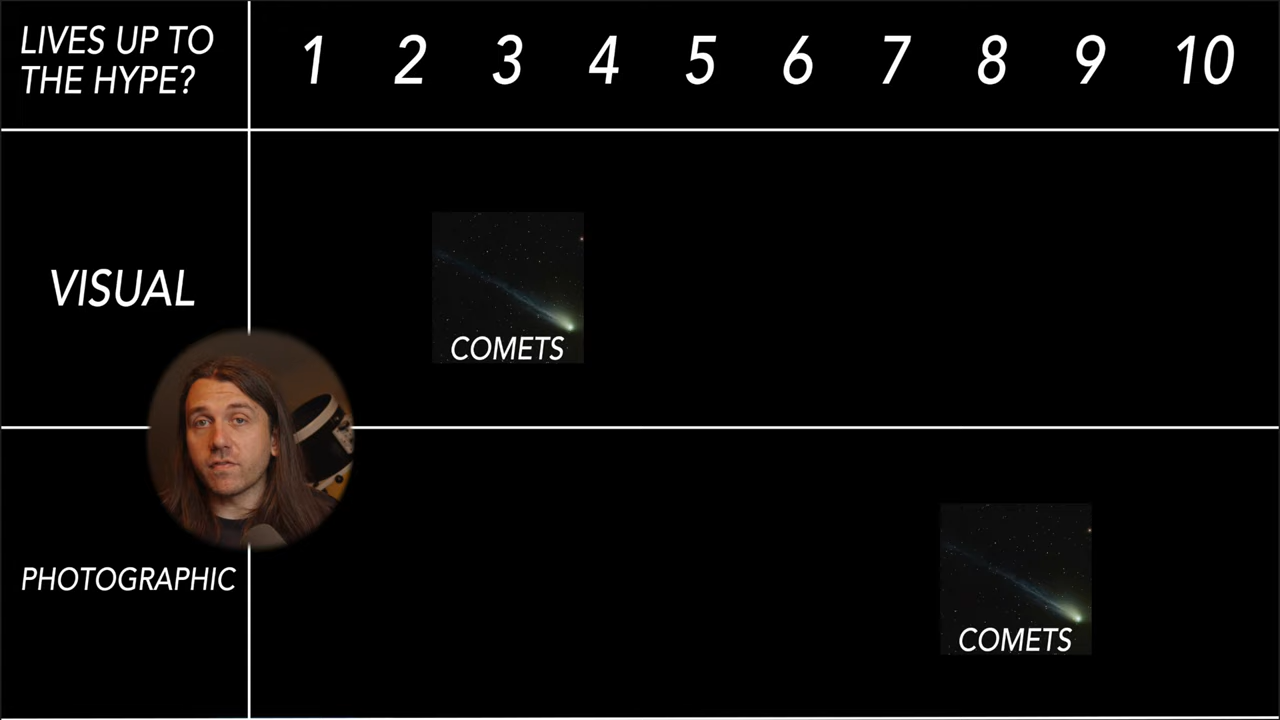 LIVES UP TO
THE HYPE?
1 2 3 4 5 6 7 8 9 10
VISUAL
COMETS
PHOTOGRAPHIC
COMETS